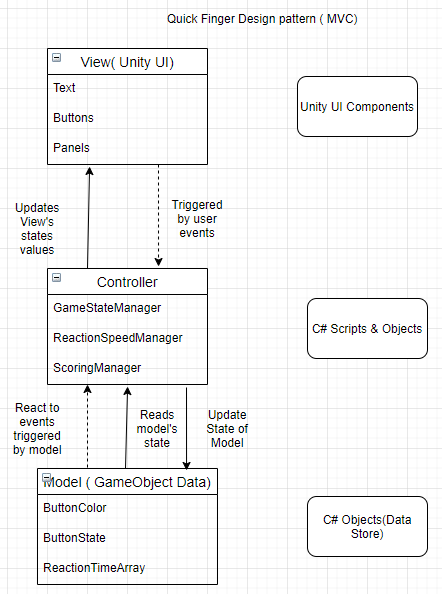 Quick Finger Design pattern ( MVC)
View( Unity UI)
Text
Buttons
Panels
Unity UI Components
Updates
View's
states
values
Triggered
by user
events
Controller
GameStateManager
ReactionSpeedManager
ScoringManager
C# Scripts & Objects
React to
events
triggered
by model
Reads
model's
state
Update
State of
Model
Model ( GameObject Data)
ButtonColor
ButtonState
ReactionTimeArray
C# Objects(Data
Store)